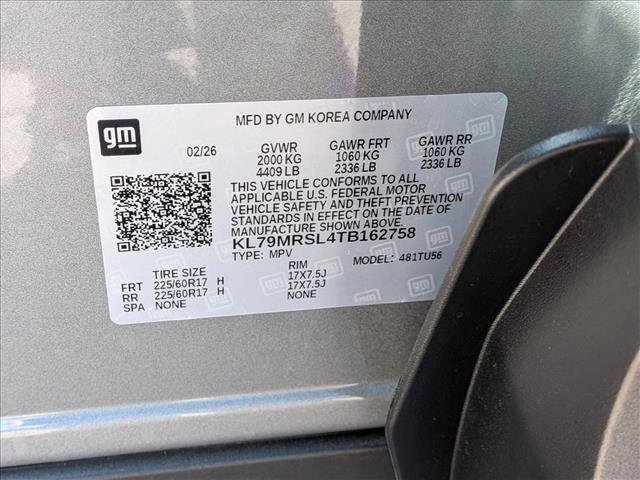 gm
MFD BY GM KOREA COMPANY
02/26 GVWR GAWR FRT GAWR RR
2000 KG 1060 KG 1060 KG
4409 LB 2336 LB 2336 LB
THIS VEHICLE CONFORMS TO ALL
APPLICABLE U.S. FEDERAL MOTOR
VEHICLE SAFETY AND THEFT PREVENTION
STANDARDS IN EFFECT ON THE DATE OF
MANUFACTURE SHOWN ABOVE.
KL79MRSL4TB162758
TYPE: MPV MODEL: 481TU56
TIRE SIZE RIM
FRT 225/60R17 H 17X7.5J
RR 225/60R17 H 17X7.5J
SPA NONE NONE